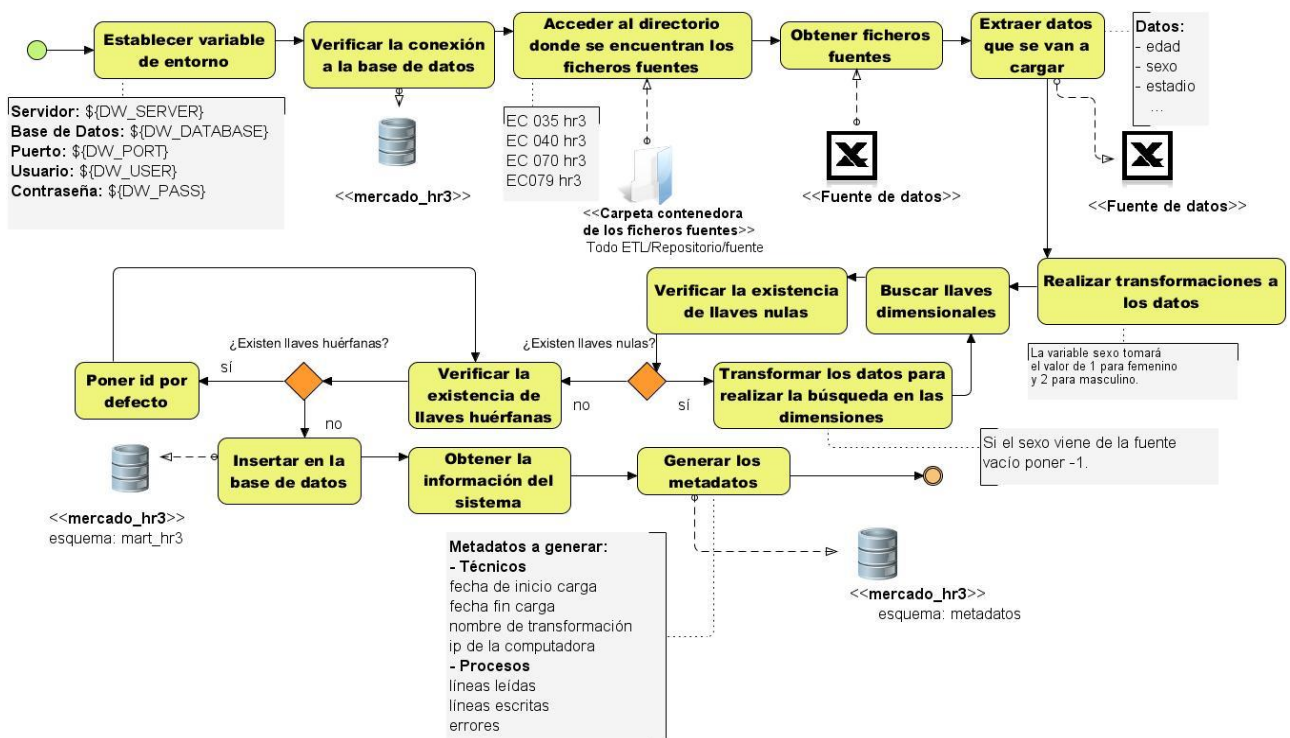 Establecer variable
de entorno
Verificar la conexión
a la base de datos
Acceder al directorio
donde se encuentran los
ficheros fuentes
Obtener ficheros
fuentes
Extraer datos
que se van a
cargar
Datos:
- edad
- sexo
- estadio
...
Servidor: ${DW_SERVER}
Base de Datos: ${DW_DATABASE}
Puerto: ${DW_PORT}
Usuario: ${DW_USER}
Contraseña: ${DW_PASS}
<<mercado_hr3>>
EC 035 hr3
EC 040 hr3
EC 070 hr3
EC079 hr3
<<Carpeta contenedora
de los ficheros fuentes>>
Todo ETL/Repositorio/fuente
<<Fuente de datos>>
<<Fuente de datos>>
Verificar la existencia
de llaves nulas
Buscar llaves
dimensionales
Realizar transformaciones a
los datos
La variable sexo tomará
el valor de 1 para femenino
y 2 para masculino.
¿Existen llaves huérfanas?
¿Existen llaves nulas?
Poner id por
defecto
sí
Verificar la
existencia de
llaves huérfanas
no
sí
Transformar los datos para
realizar la búsqueda en las
dimensiones
no
Si el sexo viene de la fuente
vacío poner -1.
Insertar en la
base de datos
Obtener la
información del
sistema
Generar los
metadatos
<<mercado_hr3>>
esquema: mart_hr3
Metadatos a generar:
- Técnicos
fecha de inicio carga
fecha fin carga
nombre de transformación
ip de la computadora
- Procesos
líneas leídas
líneas escritas
errores
<<mercado_hr3>>
esquema: metadatos